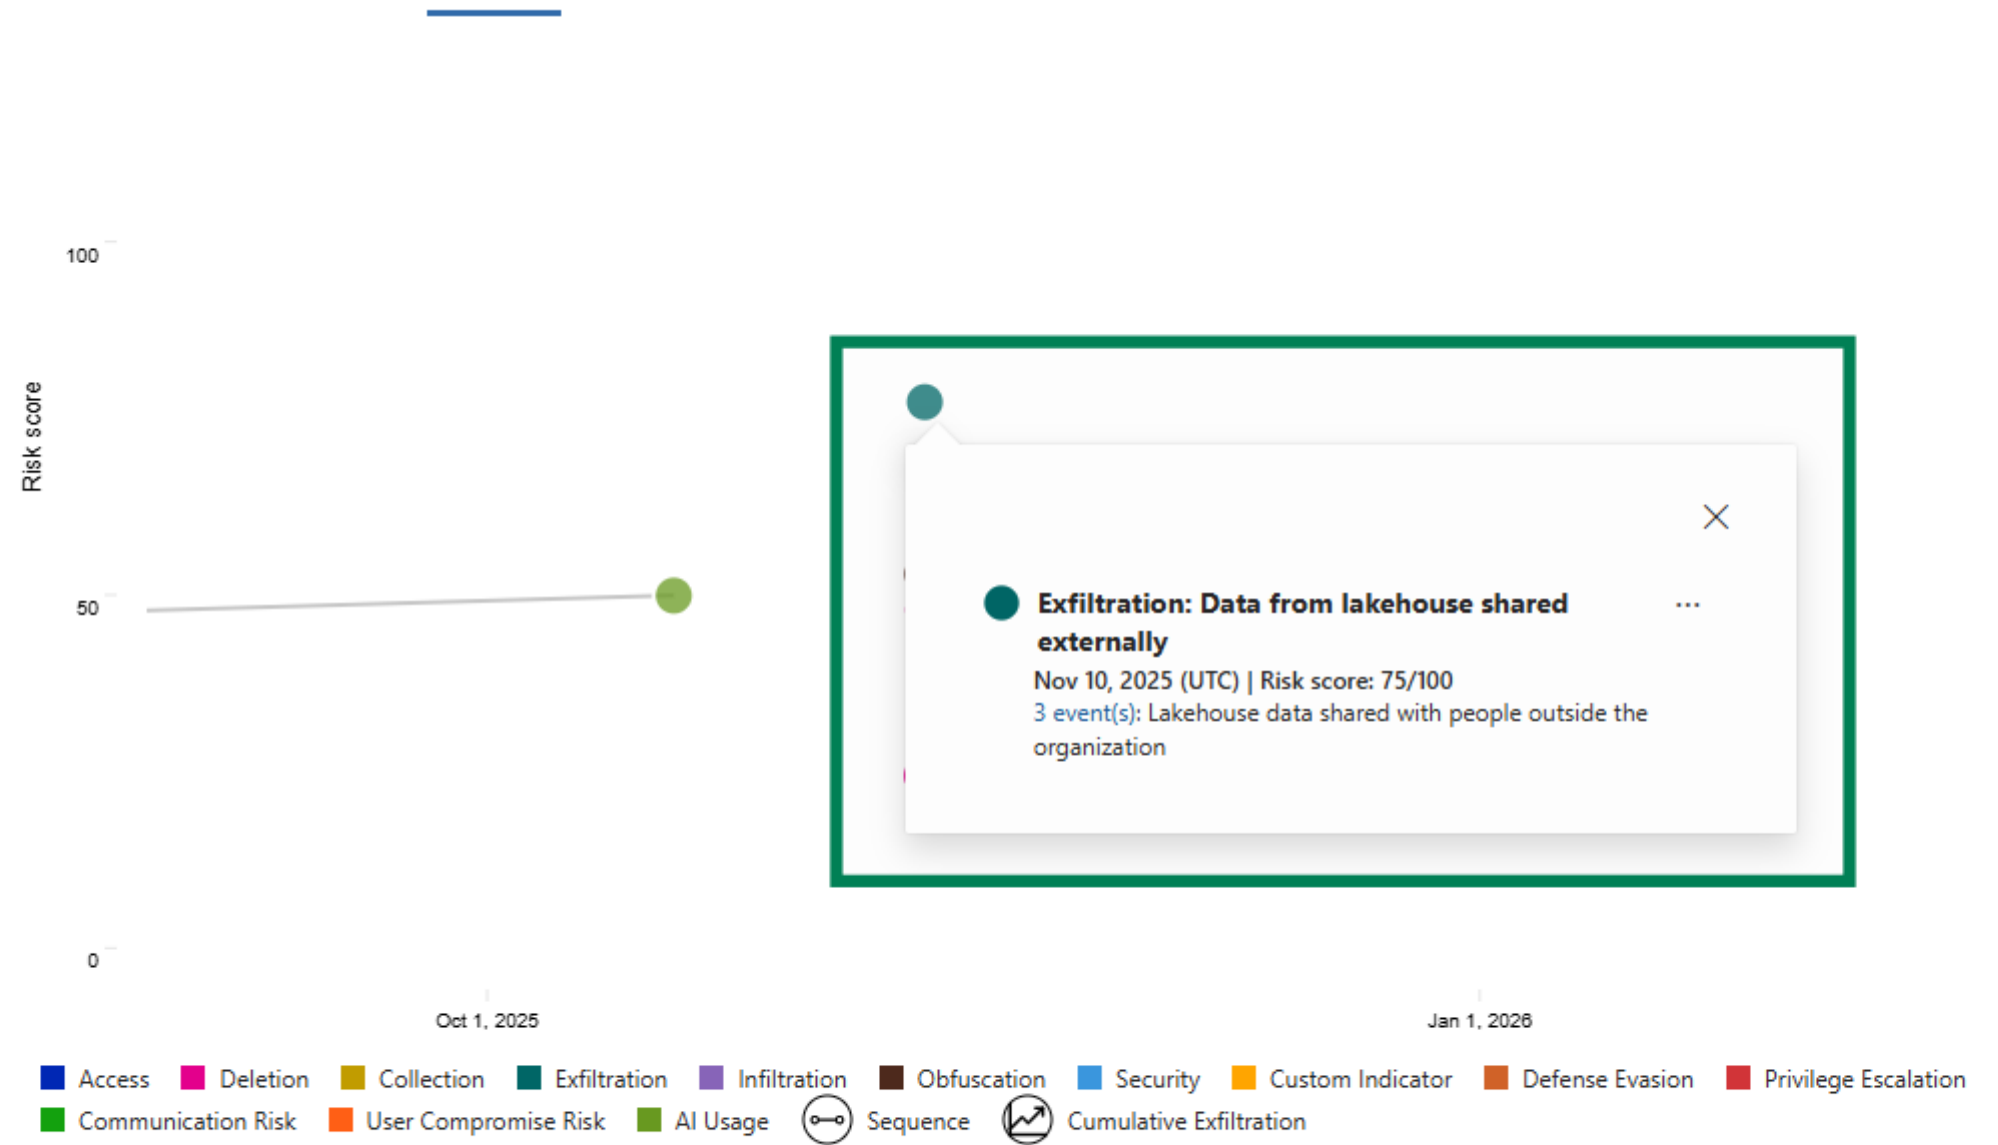 100
Risk score
Exfiltration: Data from lakehouse shared
externally
50
Nov 10, 2025 (UTC) | Risk score: 75/100
3 event(s): Lakehouse data shared with people outside the
organization
0
Oct 1, 2025
Jan 1, 2026
Access Deletion Collection Exfiltration Infiltration Obfuscation Security Custom Indicator Defense Evasion Privilege Escalation
Communication Risk User Compromise Risk AI Usage Sequence Cumulative Exfiltration